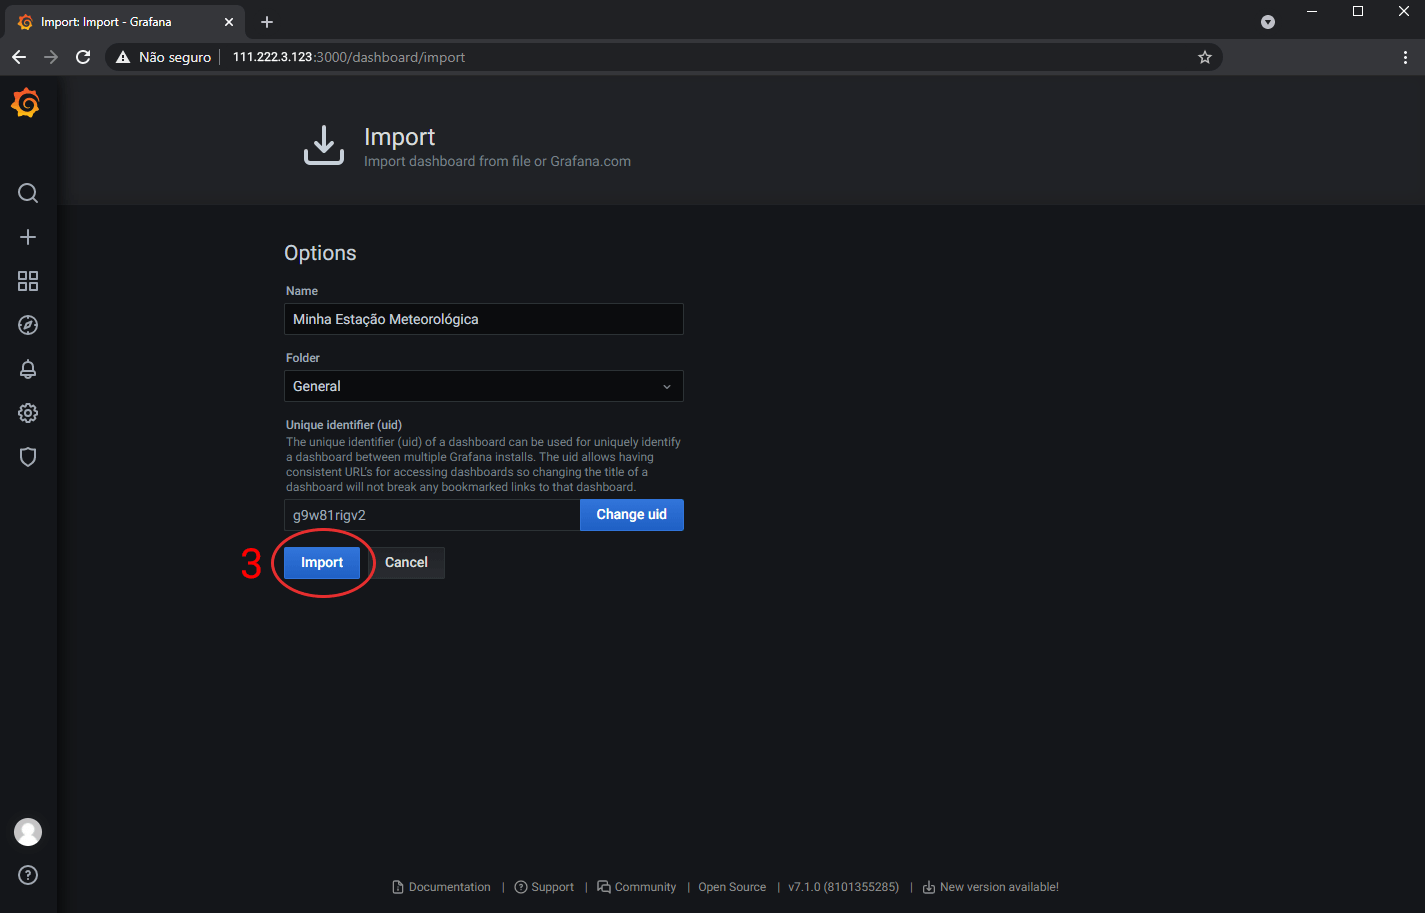 Import: Import - Grafana
Não seguro
111.222.3.123:3000/dashboard/import
Import
Import dashboard from file or Grafana.com
Options
Name
Minha Estação Meteorológica
Folder
General
Unique identifier (uid)
The unique identifier (uid) of a dashboard can be used for uniquely identify
a dashboard between multiple Grafana installs. The uid allows having
consistent URL's for accessing dashboards so changing the title of a
dashboard will not break any bookmarked links to that dashboard.
g9w81rigv2
Change uid
3
Import
Cancel
Documentation | Support | Community | Open Source | v7.1.0 (8101355285) | New version available!